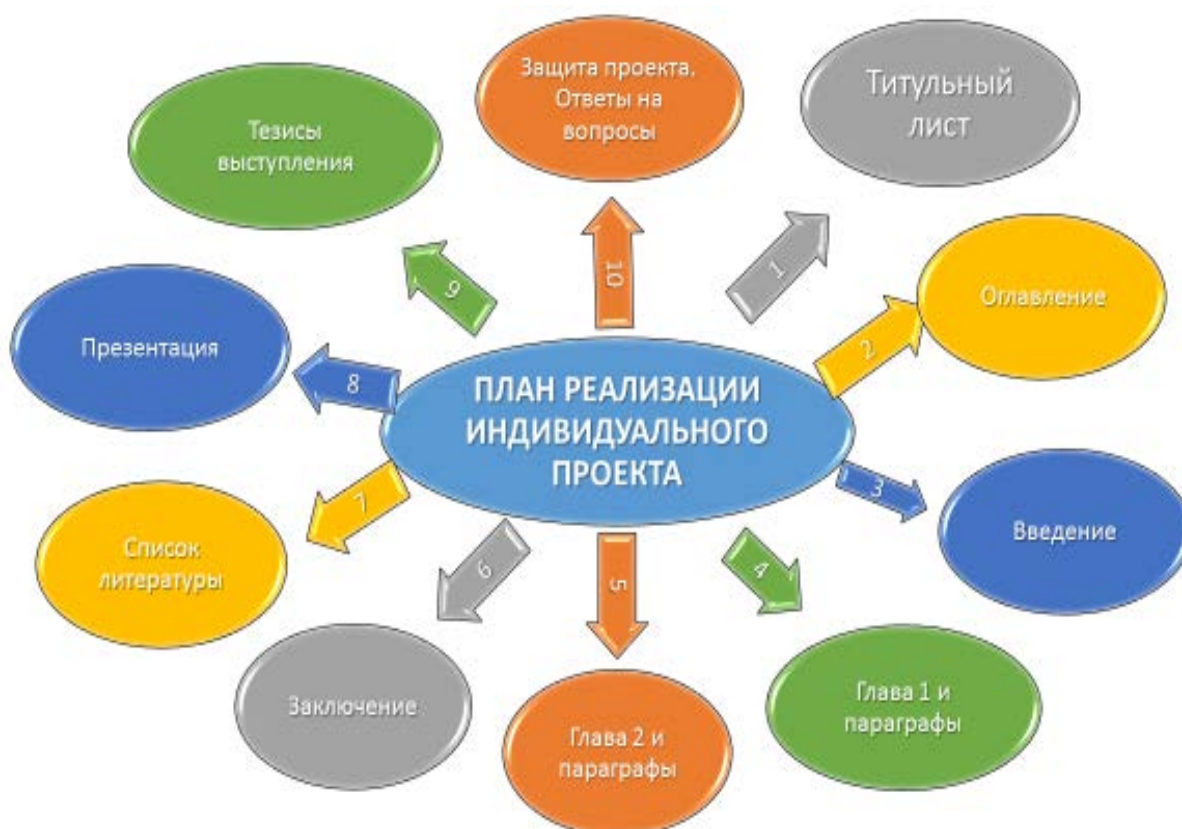 ПЛАН РЕАЛИЗАЦИИ
ИНДИВИДУАЛЬНОГО
ПРОЕКТА
1
Титульный
лист
2
Оглавление
3
Введение
4
Глава 1 и
параграфы
5
Глава 2 и
параграфы
6
Заключение
7
Список
литературы
8
Презентация
9
Тезисы
выступления
10
Защита проекта.
Ответы на
вопросы